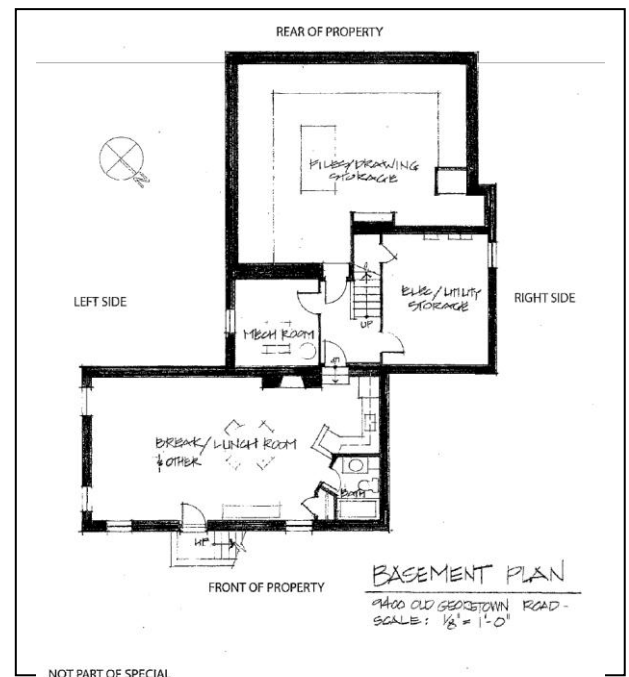 REAR OF PROPERTY
N
FILES/DRAWING
STORAGE
LEFT SIDE
RIGHT SIDE
ELEC/UTILITY
STORAGE
UP
MECH ROOM
BREAK/LUNCH ROOM
& OTHER
BATH
UP
FRONT OF PROPERTY
BASEMENT PLAN
9400 OLD GEORGETOWN ROAD -
SCALE: 1/8" = 1'-0"
NOT PART OF SPECIAL